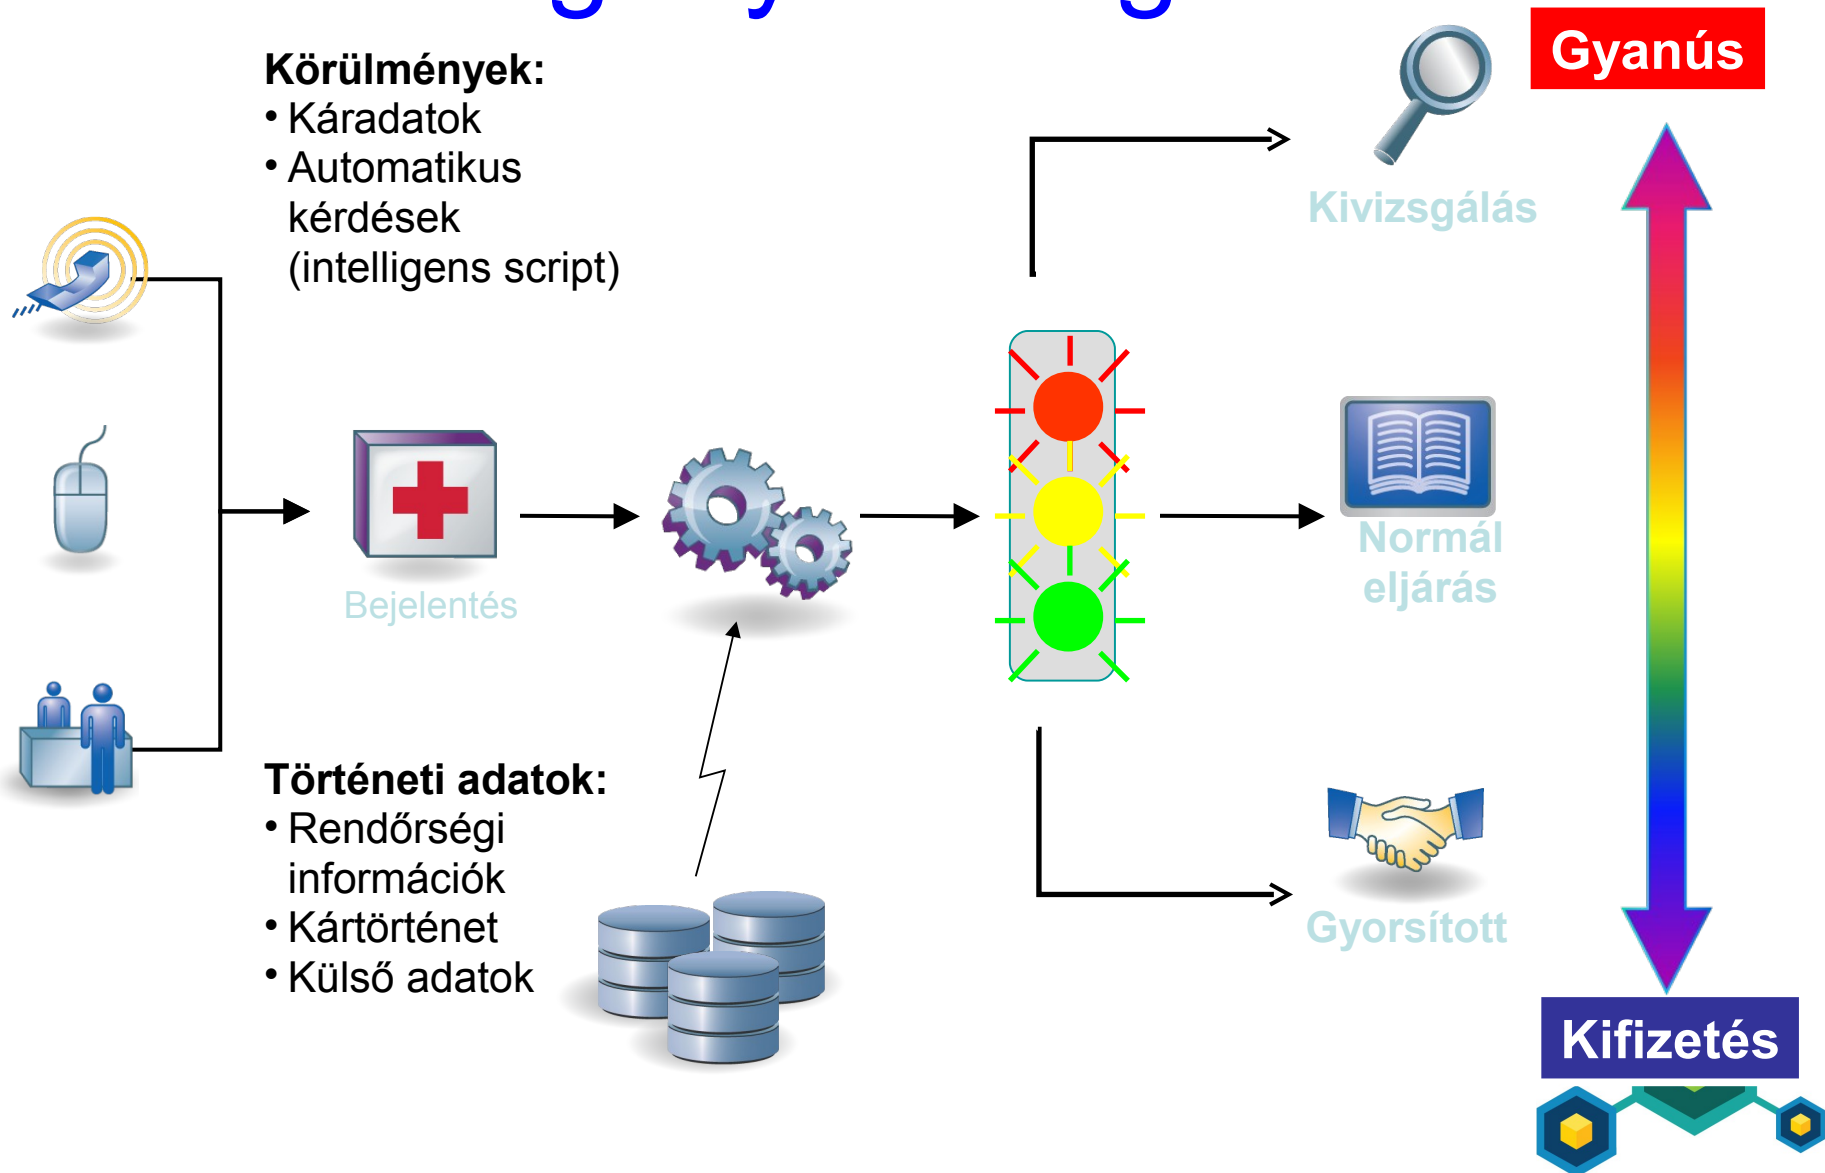 Körülmények:
• Káradatok
• Automatikus
kérdések
(intelligens script)
Gyanús
Kivizsgálás
Bejelentés
Normál
eljárás
Történeti adatok:
• Rendőrségi
információk
• Kártörténet
• Külső adatok
Gyorsított
Kifizetés